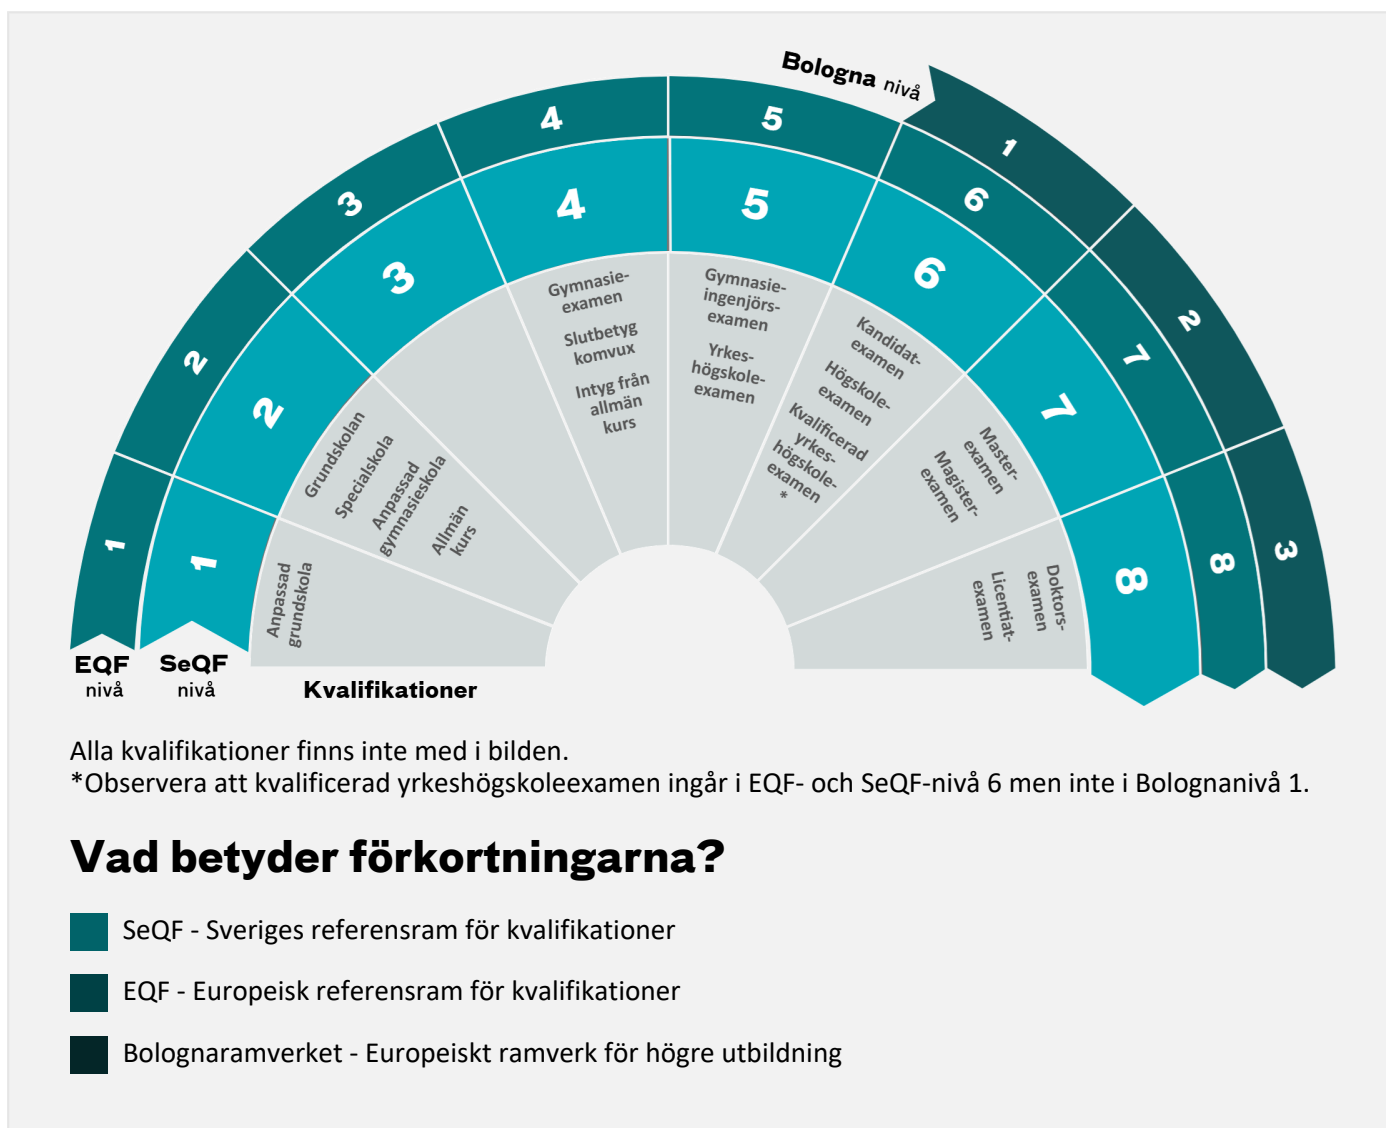 Bologna nivå
1
2
3
1
2
3
4
5
6
7
8
1
2
3
4
5
6
7
8
EQF
nivå
SeQF
nivå
Kvalifikationer
Anpassad
grundskola
Grundskolan
Specialskola
Anpassad
gymnasieskola
Allmän
kurs
Gymnasie-
examen
Slutbetyg
komvux
Intyg från
allmän
kurs
Gymnasie-
ingenjörs-
examen
Yrkes-
högskole-
examen
Kandidat-
examen
Högskole-
examen
Kvalificerad
yrkes-
högskole-
examen
*
Master-
examen
Magister-
examen
Doktors-
examen
Licentiat-
examen
Alla kvalifikationer finns inte med i bilden.
*Observera att kvalificerad yrkeshögskoleexamen ingår i EQF- och SeQF-nivå 6 men inte i Bolognanivå 1.
Vad betyder förkortningarna?
SeQF - Sveriges referensram för kvalifikationer
EQF - Europeisk referensram för kvalifikationer
Bolognaramverket - Europeiskt ramverk för högre utbildning